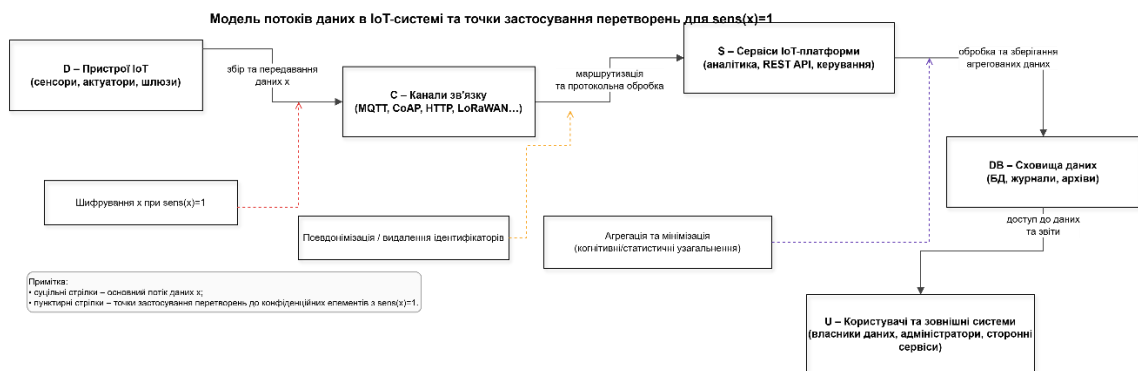 Модель потоків даних в IoT-системі та точки застосування перетворень для sens(x)=1
D – Пристрої IoT
(сенсори, актуатори, шлюзи)
збір та передавання
даних x
C – Канали зв'язку
(MQTT, CoAP, HTTP, LoRaWAN…)
маршрутизація
та протокольна обробка
S – Сервіси IoT-платформи
(аналітика, REST API, керування)
обробка та зберігання
агрегованих даних
DB – Сховища даних
(БД, журнали, архіви)
доступ до даних
та звіти
U – Користувачі та зовнішні системи
(власники даних, адміністратори, сторонні
сервіси)
Шифрування x при sens(x)=1
Псевдонімізація / видалення ідентифікаторів
Агрегація та мінімізація
(когнітивні/статистичні узагальнення)
Примітка:
• суцільні стрілки – основний потік даних x;
• пунктирні стрілки – точки застосування перетворень до конфіденційних елементів з sens(x)=1.